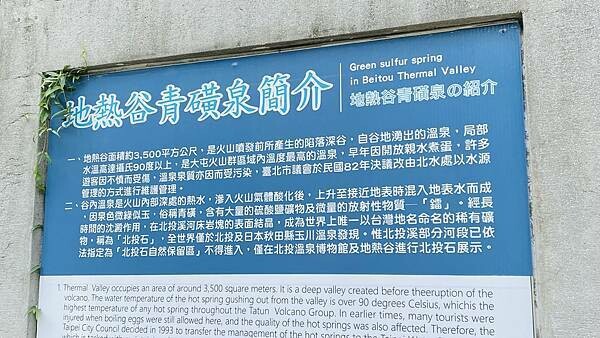 地熱谷青磺泉簡介
Green sulfur spring
in Beitou Thermal Valley
地熱谷青磺泉の紹介
一、地熱谷面積約3,500平方公尺，是火山噴發前所產生的陷落深谷，自谷地湧出的溫泉，局部
水溫高達攝氏90度以上，是大屯火山群區域內溫度最高的溫泉，早年因開放親水煮蛋，許多
遊客因不慎而受傷，溫泉泉質亦因而受污染，臺北市議會於民國82年決議改由北水處以水源
管理的方式進行維護管理。
二、谷內溫泉是火山內部深處的熱水，滲入火山氣體酸化後，上升至接近地表時混入地表水而成
，因泉色微綠似玉，俗稱青磺，含有大量的硫酸鹽礦物及微量的放射性物質─「鐳」。經長
時間的沈澱作用，在北投溪河床岩塊的表面結晶，成為世界上唯一以台灣地名命名的稀有礦
物，稱為「北投石」，全世界僅於北投及日本秋田縣玉川溫泉發現。惟北投溪部分河段已依
法指定為「北投石自然保留區」不得進入，僅在北投溫泉博物館及地熱谷進行北投石展示。
1. Thermal Valley occupies an area of around 3,500 square meters. It is a deep valley created before theeruption of the
volcano. The water temperature of the hot spring gushing out from the valley is over 90 degrees Celsius, whichis the
highest temperature of any hot spring throughout the Tatun Volcano Group. In earlier times, many tourists were
injured when boiling eggs were still allowed here, and the quality of the hot springs was also affected. Therefore, the
Taipei City Council decided in 1993 to transfer the management of the hot springs to the Taipei Water